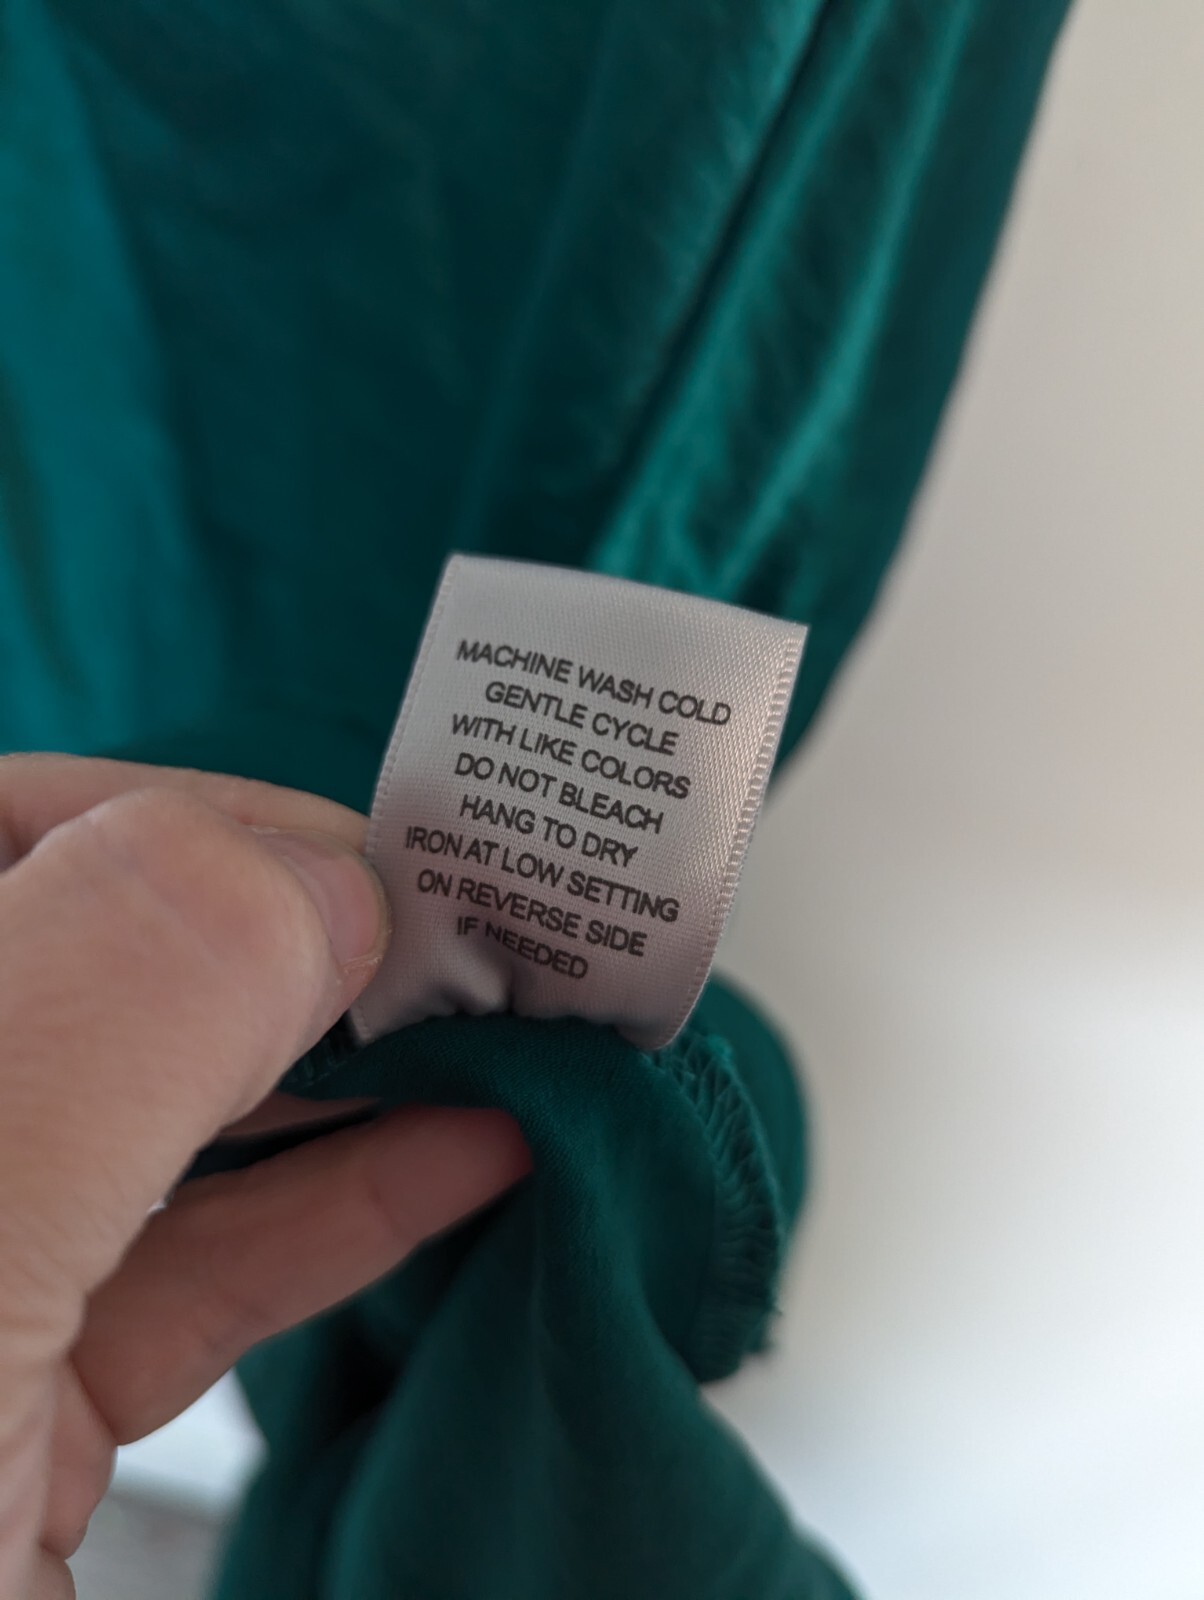 MACHINE WASH COLD
GENTLE CYCLE
WITH LIKE COLORS
DO NOT BLEACH
HANG TO DRY
IRON AT LOW SETTING
ON REVERSE SIDE
IF NEEDED